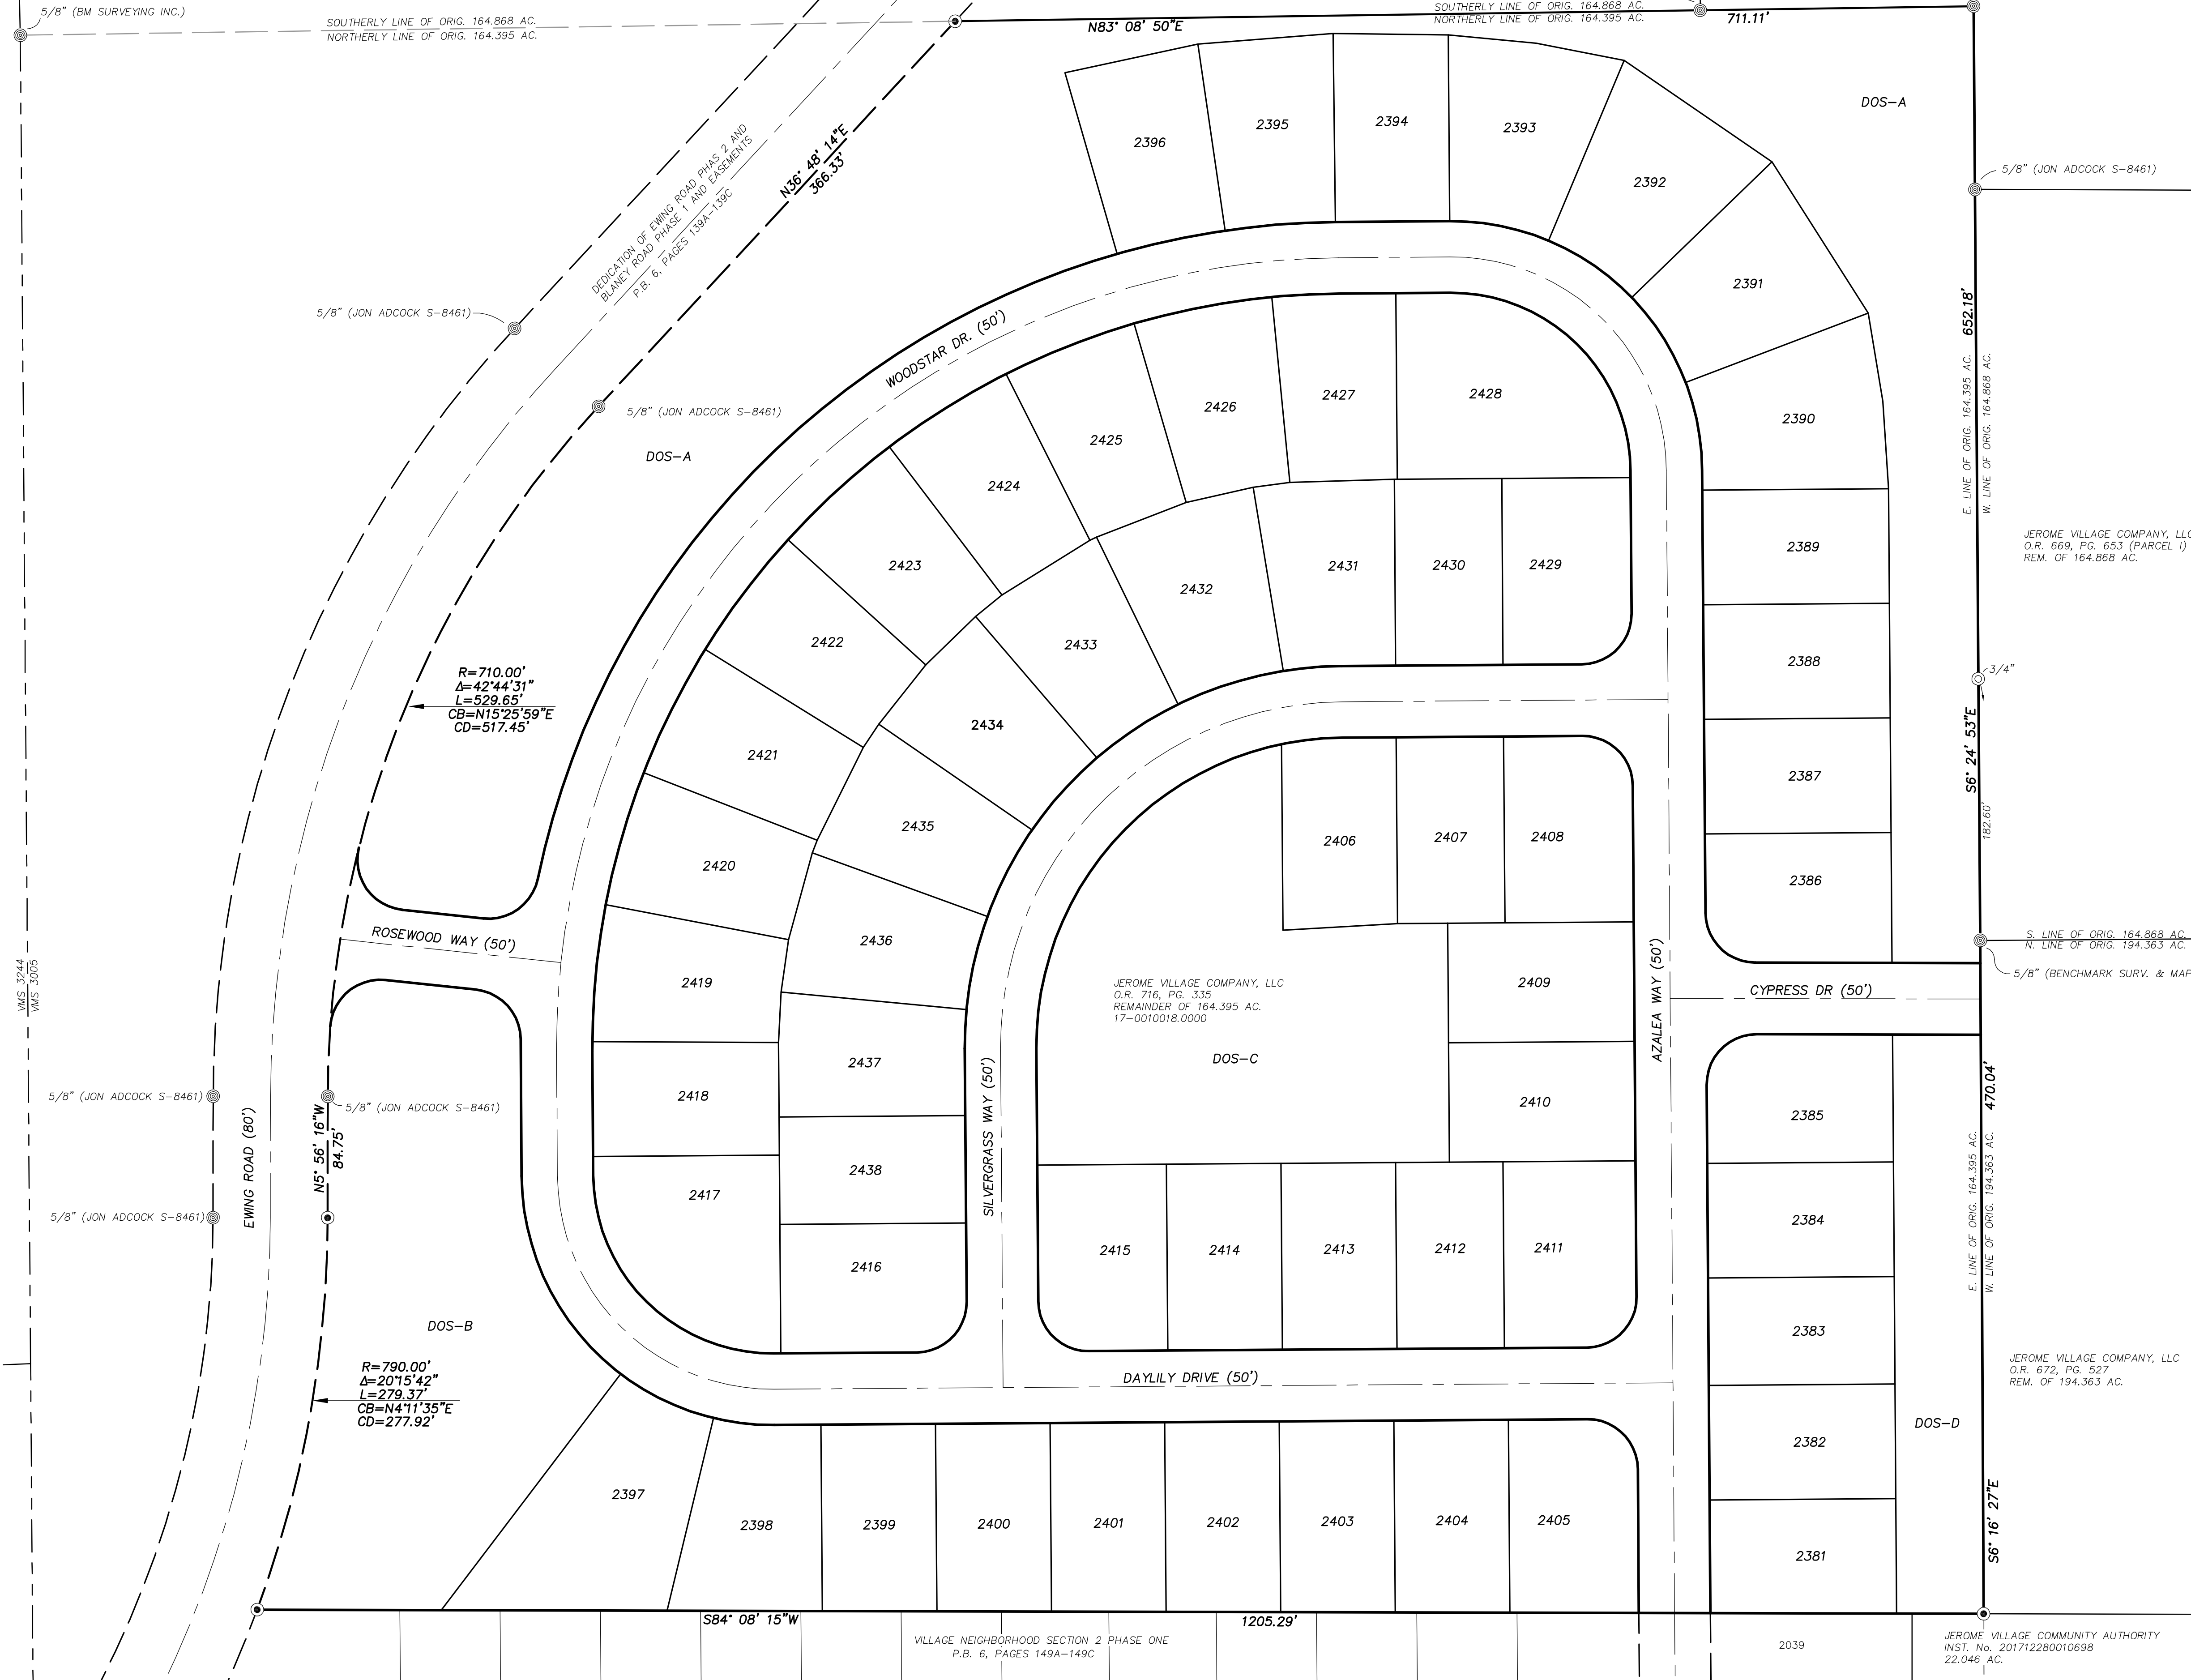 5/8" (BM SURVEYING INC.)
SOUTHERLY LINE OF ORIG. 164.868 AC.
NORTHERLY LINE OF ORIG. 164.395 AC.
N83° 08' 50"E
SOUTHERLY LINE OF ORIG. 164.868 AC.
NORTHERLY LINE OF ORIG. 164.395 AC.
711.11'
DOS-A
2396
2395
2394
2393
2392
2391
2390
2389
2388
2387
2386
5/8" (JON ADCOCK S-8461)
DEDICATION OF EWING ROAD PHAS 2 AND
BLANEY ROAD PHASE 1 AND EASEMENTS
P.B. 6, PAGES 139A-139C
N36° 48' 14"E
366.33'
5/8" (JON ADCOCK S-8461)
5/8" (JON ADCOCK S-8461)
DOS-A
WOODSTAR DR. (50')
652.18'
E. LINE OF ORIG. 164.395 AC.
W. LINE OF ORIG. 164.868 AC.
S6° 24' 53"E
182.60'
3/4"
JEROME VILLAGE COMPANY, LLC
O.R. 669, PG. 653 (PARCEL I)
REM. OF 164.868 AC.
2428
2427
2426
2425
2424
2423
2422
2421
2420
2419
2418
2417
2429
2430
2431
2432
2433
2434
2435
2436
2437
2438
2416
R=710.00'
Δ=42°44'31"
L=529.65'
CB=N15°25'59"E
CD=517.45'
ROSEWOOD WAY (50')
VMS 3244
VMS 3005
2406
2407
2408
2409
2410
JEROME VILLAGE COMPANY, LLC
O.R. 716, PG. 335
REMAINDER OF 164.395 AC.
17-0010018.0000
DOS-C
SILVERGRASS WAY (50')
AZALEA WAY (50')
CYPRESS DR (50')
S. LINE OF ORIG. 164.868 AC.
N. LINE OF ORIG. 194.363 AC.
5/8" (BENCHMARK SURV. & MAP
5/8" (JON ADCOCK S-8461)
5/8" (JON ADCOCK S-8461)
5/8" (JON ADCOCK S-8461)
N5° 56' 16"W
84.75'
EWING ROAD (80')
2415
2414
2413
2412
2411
2385
2384
2383
2382
2381
470.04'
E. LINE OF ORIG. 164.395 AC.
W. LINE OF ORIG. 194.363 AC.
S6° 16' 27"E
DOS-D
JEROME VILLAGE COMPANY, LLC
O.R. 672, PG. 527
REM. OF 194.363 AC.
DOS-B
R=790.00'
Δ=20°15'42"
L=279.37'
CB=N4°11'35"E
CD=277.92'
DAYLILY DRIVE (50')
2397
2398
2399
2400
2401
2402
2403
2404
2405
S84° 08' 15"W
1205.29'
VILLAGE NEIGHBORHOOD SECTION 2 PHASE ONE
P.B. 6, PAGES 149A-149C
2039
JEROME VILLAGE COMMUNITY AUTHORITY
INST. No. 201712280010698
22.046 AC.